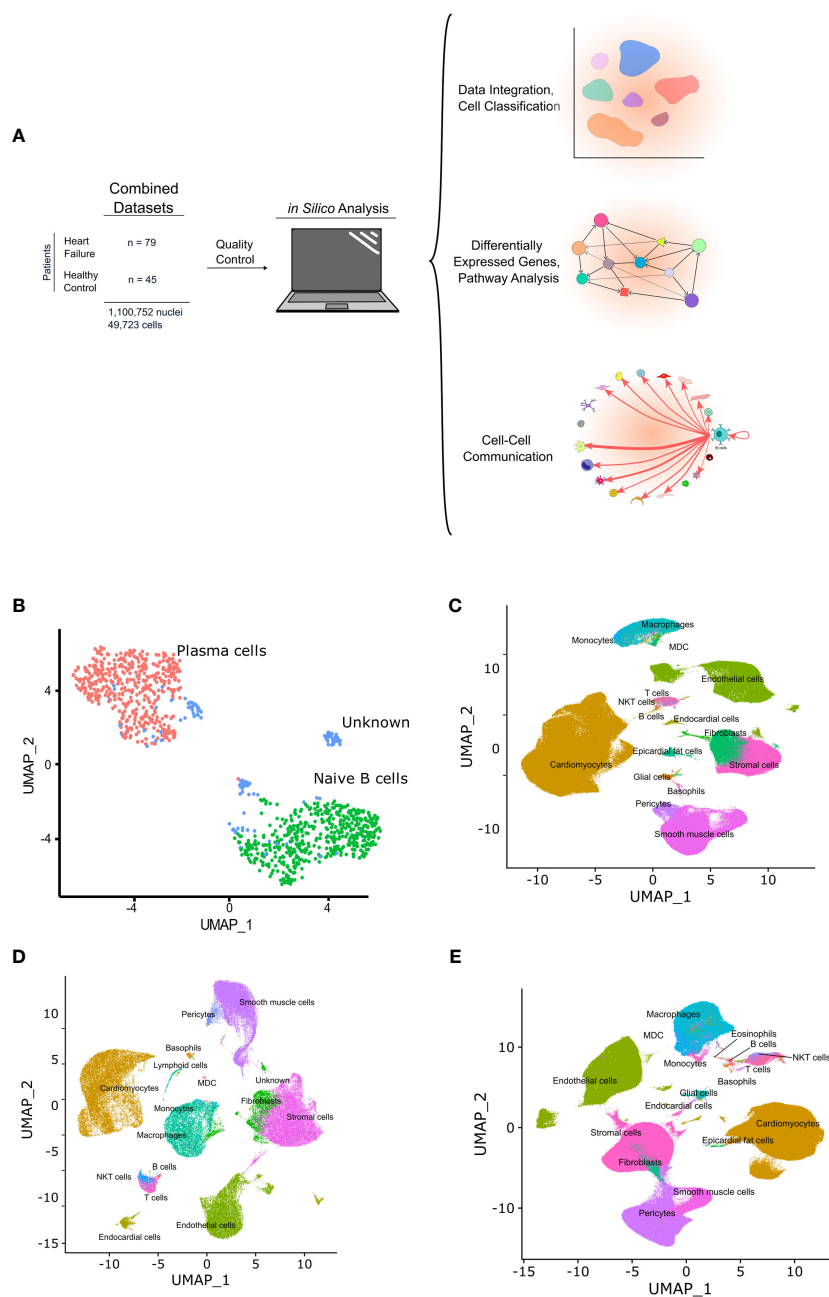 A
Combined
Datasets
Patients
Heart
Failure
n = 79
Healthy
Control
n = 45
1,100,752 nuclei
49,723 cells
Quality
Control
in Silico Analysis
Data Integration,
Cell Classification
Differentially
Expressed Genes,
Pathway Analysis
Cell-Cell
Communication
B cells
B
Plasma cells
Unknown
Naive B cells
UMAP_2
4
0
-4
-4
0
4
UMAP_1
C
Macrophages
Monocytes
MDC
Endothelial cells
T cells
NKT cells
B cells
Endocardial cells
Fibroblasts
Epicardial fat cells
Cardiomyocytes
Stromal cells
Glial cells
Basophils
Pericytes
Smooth muscle cells
UMAP_2
10
0
-10
-10
-5
0
5
10
UMAP_1
D
Smooth muscle cells
Pericytes
Basophils
Lymphoid cells
Cardiomyocytes
MDC
Unknown
Fibroblasts
Monocytes
Stromal cells
Macrophages
B cells
NKT cells
T cells
Endothelial cells
Endocardial cells
UMAP_2
10
5
0
-5
-10
-15
-10
-5
0
5
10
UMAP_1
E
Macrophages
Eosinophils
MDC
B cells
NKT cells
Monocytes
T cells
Endothelial cells
Basophils
Glial cells
Endocardial cells
Cardiomyocytes
Stromal cells
Epicardial fat cells
Fibroblasts
Smooth muscle cells
Pericytes
UMAP_2
10
0
-10
-15
-10
-5
0
5
10
UMAP_1